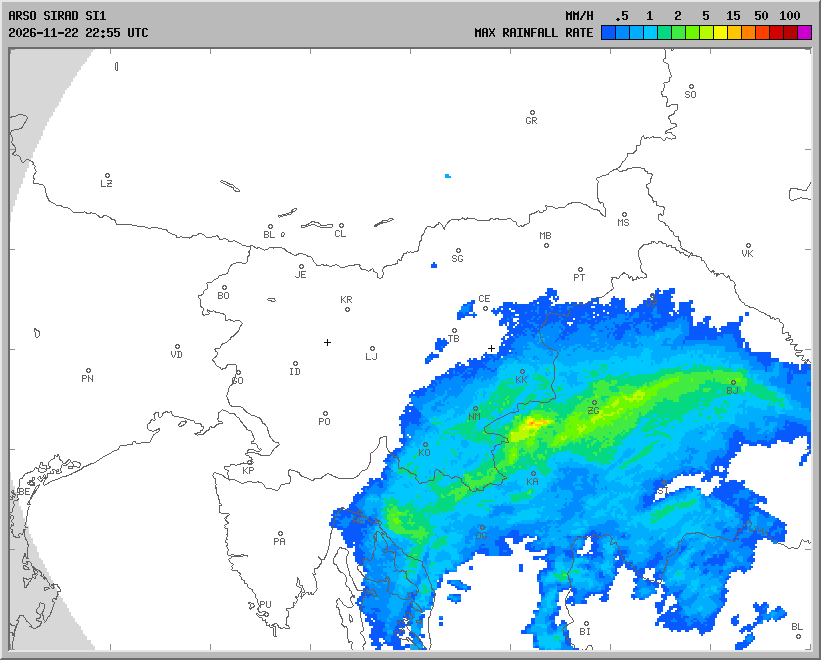 ARSO SIRAD SI1
2026-11-22 22:55 UTC
MM/H .5 1 2 5 15 50 100
MAX RAINFALL RATE
SO
GR
LZ
MS
BL
CL
MB
VK
SG
JE
PT
BO
KR
CE
TB
VD
LJ
ID
PN
GO
KK
BJ
NM
ZG
PO
KO
KP
KA
BE
ST
OG
PA
PU
BI
BL